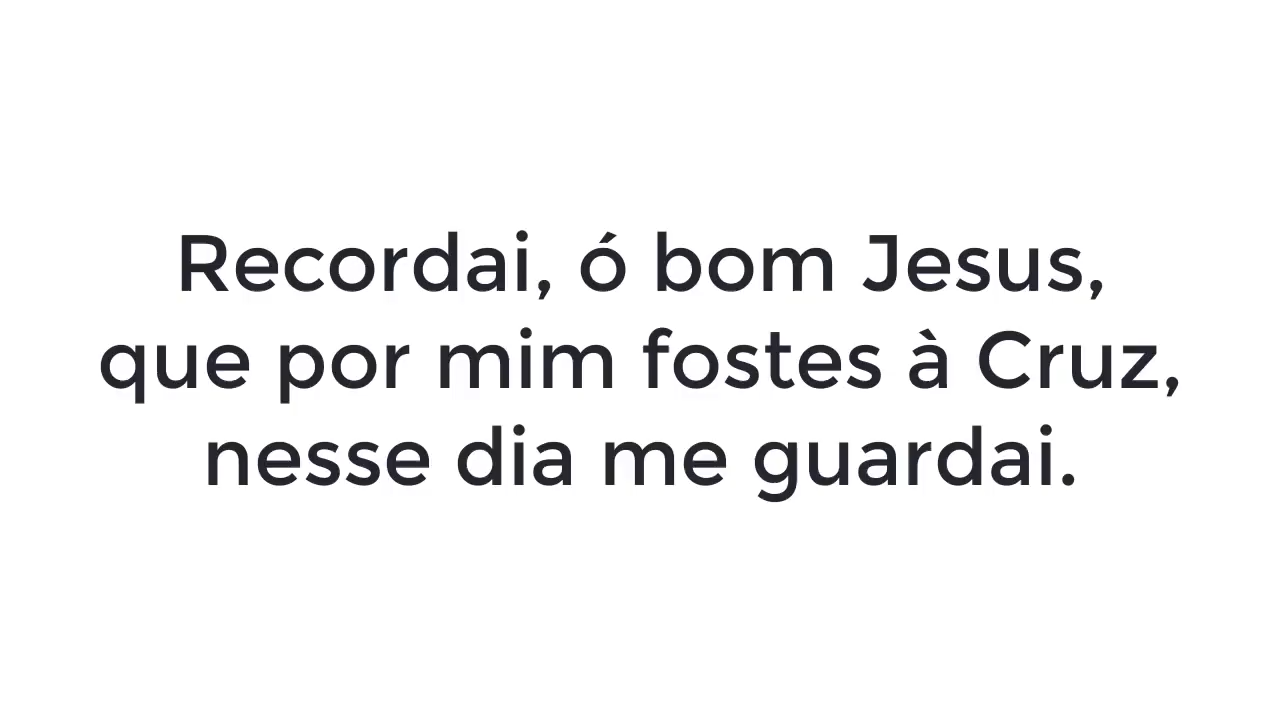 Recordai, ó bom Jesus,
que por mim fostes à Cruz,
nesse dia me guardai.